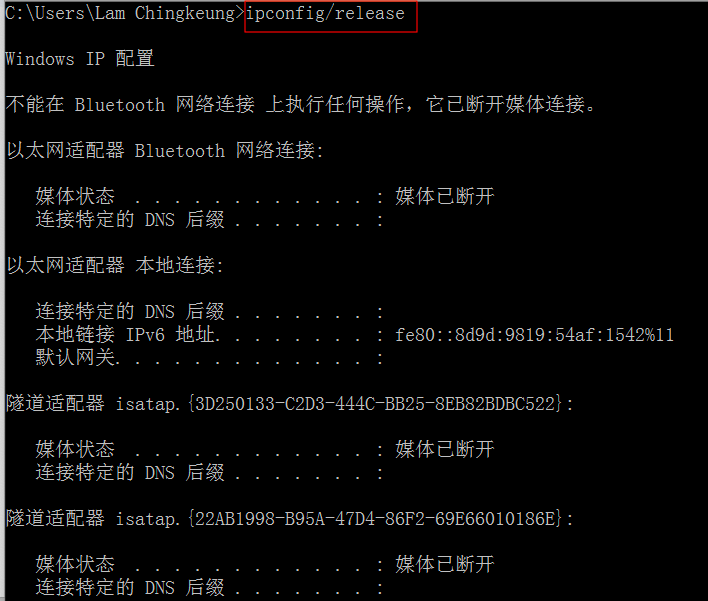 C:\Users\Lam Chingkeung>ipconfig/release
Windows IP 配置
不能在 Bluetooth 网络连接 上执行任何操作，它已断开媒体连接。
以太网适配器 Bluetooth 网络连接:
媒体状态 . . . . . . . . . . . . : 媒体已断开
连接特定的 DNS 后缀 . . . . . . . :
以太网适配器 本地连接:
连接特定的 DNS 后缀 . . . . . . . :
本地链接 IPv6 地址. . . . . . . . : fe80::8d9d:9819:54af:1542%11
默认网关. . . . . . . . . . . . . :
隧道适配器 isatap.{3D250133-C2D3-444C-BB25-8EB82BDBC522}:
媒体状态 . . . . . . . . . . . . : 媒体已断开
连接特定的 DNS 后缀 . . . . . . . :
隧道适配器 isatap.{22AB1998-B95A-47D4-86F2-69E66010186E}:
媒体状态 . . . . . . . . . . . . : 媒体已断开
连接特定的 DNS 后缀 . . . . . . . :